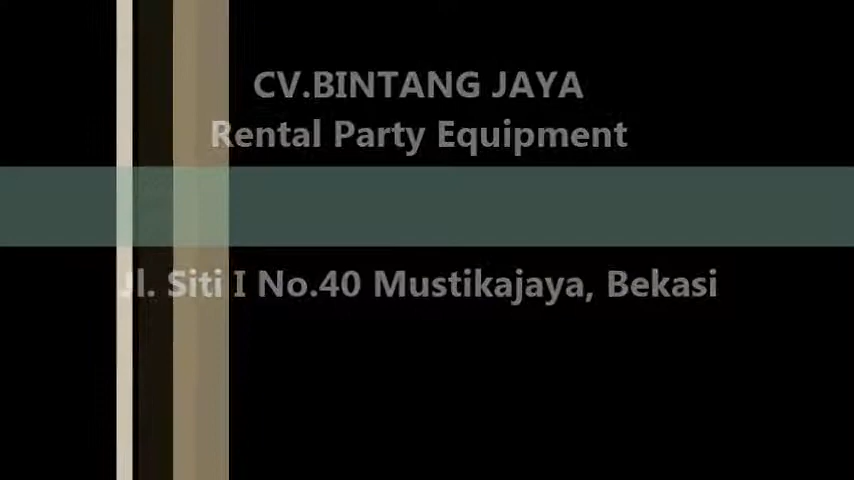 CV.BINTANG JAYA
Rental Party Equipment
Jl. Siti I No.40 Mustikajaya, Bekasi